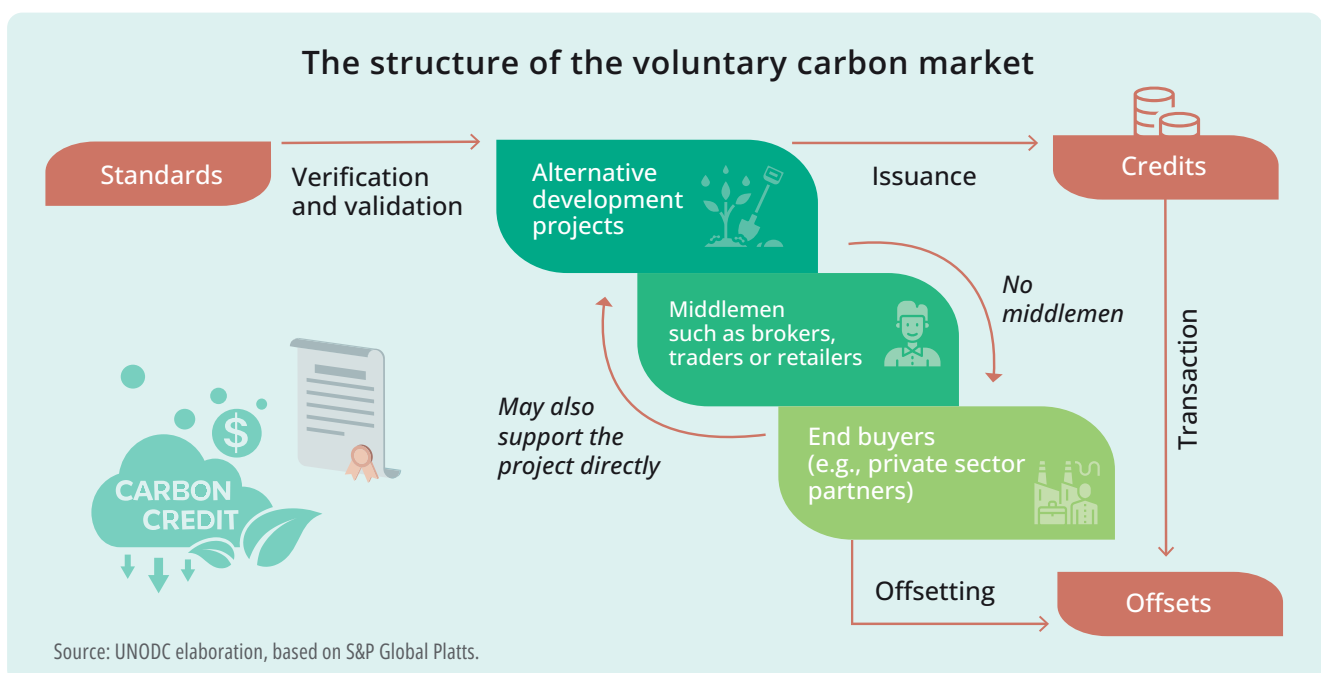 The structure of the voluntary carbon market
Standards
Verification
and validation
Alternative
development
projects
Issuance
Credits
Middlemen
such as brokers,
traders or retailers
No
middlemen
Transaction
May also
support the
project directly
End buyers
(e.g., private sector
partners)
$
CARBON
CREDIT
Offsetting
Offsets
Source: UNODC elaboration, based on S&P Global Platts.